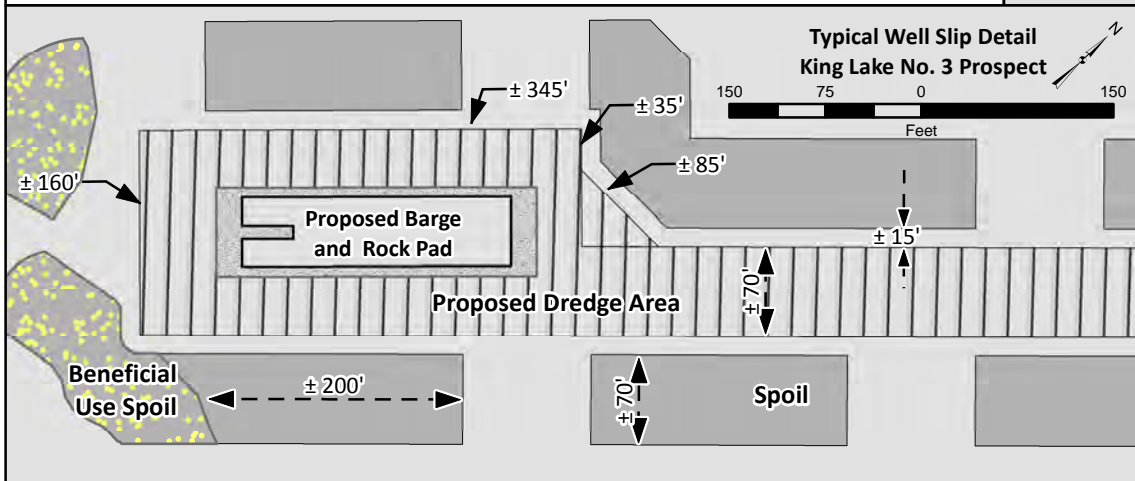 Typical Well Slip Detail
King Lake No. 3 Prospect
N
150 75 0 150
Feet
± 345'
± 35'
± 85'
± 160'
Proposed Barge
and Rock Pad
± 15'
± 70'
Proposed Dredge Area
Beneficial
Use Spoil
± 200'
± 70'
Spoil